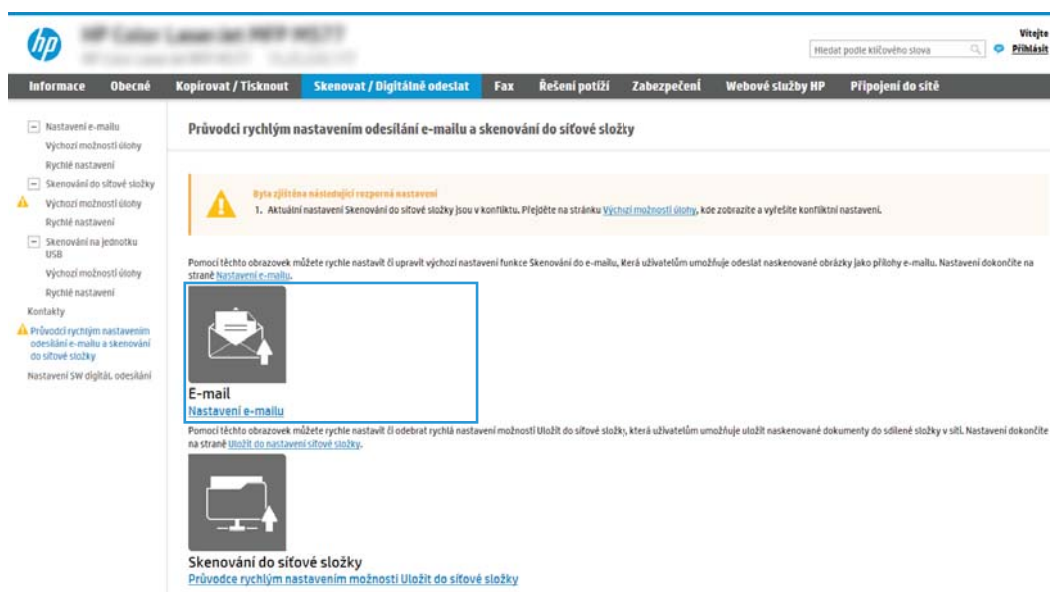 hp
Vítejte
Hledat podle klíčového slova
Přihlásit
Informace Obecné Kopírovat / Tisknout Skenovat / Digitálně odeslat Fax Řešení potíží Zabezpečení Webové služby HP Připojení do sítě
Nastavení e-mailu
Výchozí možnosti úlohy
Rychlé nastavení
Skenování do síťové složky
Výchozí možnosti úlohy
Rychlé nastavení
Skenování na jednotku
USB
Výchozí možnosti úlohy
Rychlé nastavení
Kontakty
Průvodci rychlým nastavením
odesílání e-mailu a skenování
do síťové složky
Nastavení SW digitál. odesílání
Průvodci rychlým nastavením odesílání e-mailu a skenování do síťové složky
Byla zjištěna následující rozporná nastavení
1. Aktuální nastavení Skenování do síťové složky jsou v konfliktu. Přejděte na stránku Výchozí možnosti úlohy, kde zobrazíte a vyřešíte konfliktní nastavení.
Pomocí těchto obrazovek můžete rychle nastavit či upravit výchozí nastavení funkce Skenování do e-mailu, která uživatelům umožňuje odeslat naskenované obrázky jako přílohy e-mailu. Nastavení dokončíte na
straně Nastavení e-mailu.
E-mail
Nastavení e-mailu
Pomocí těchto obrazovek můžete rychle nastavit či odebrat rychlá nastavení možnosti Uložit do síťové složky, která uživatelům umožňuje uložit naskenované dokumenty do sdílené složky v síti. Nastavení dokončíte
na straně Uložit do nastavení síťové složky.
Skenování do síťové složky
Průvodce rychlým nastavením možnosti Uložit do síťové složky